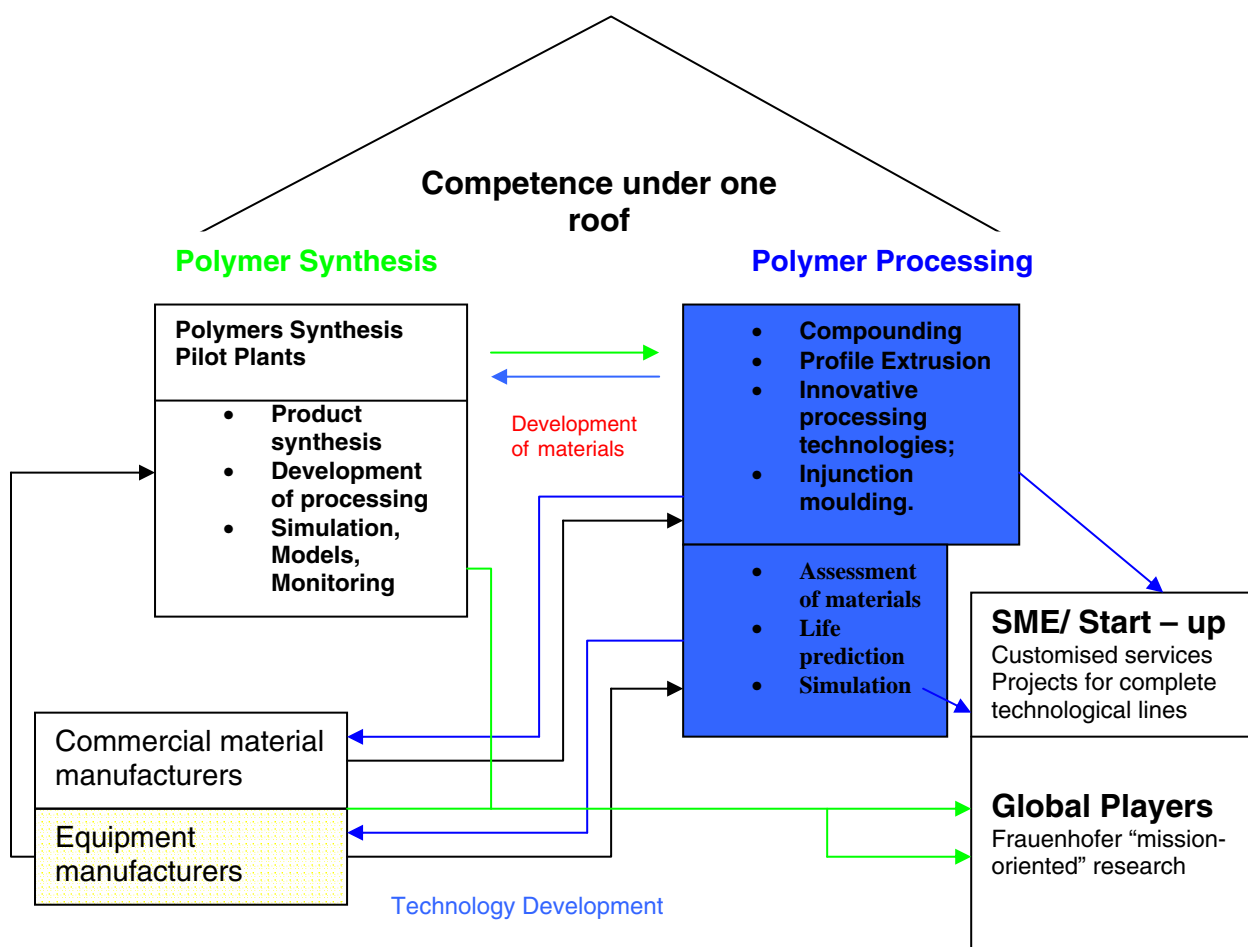 Competence under one
roof
Polymer Synthesis
Polymer Processing
Polymers Synthesis
Pilot Plants
• Product
synthesis
• Development
of processing
• Simulation,
Models,
Monitoring
Development
of materials
• Compounding
• Profile Extrusion
• Innovative
processing
technologies;
• Injunction
moulding.
• Assessment
of materials
• Life
prediction
• Simulation
SME/ Start – up
Customised services
Projects for complete
technological lines
Global Players
Frauenhofer “mission-
oriented” research
Commercial material
manufacturers
Equipment
manufacturers
Technology Development